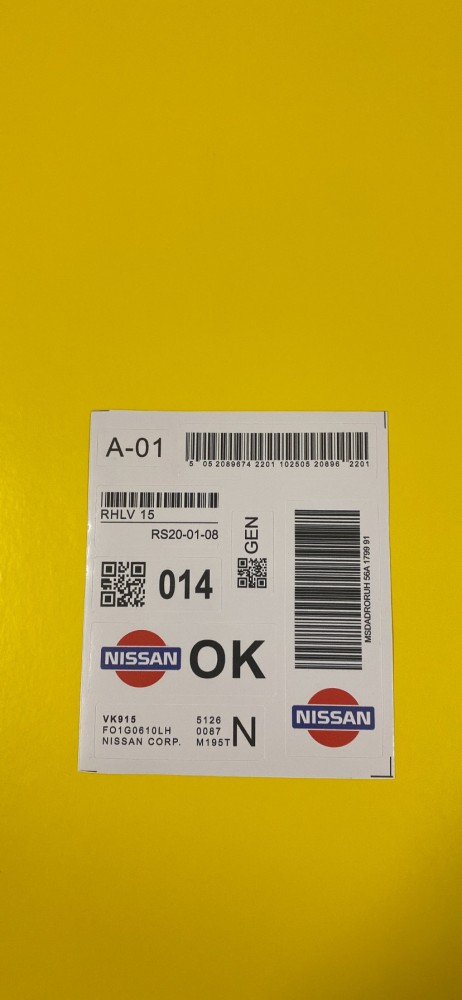 A-01
5 05 2089674 2201 102505 20896 2201
RHLV 15
RS20-01-08
GEN
014
MSDADRORUH 56A 1799 91
NISSAN
OK
NISSAN
VK915 5126
FO1G0610LH 0087
NISSAN CORP. M195T
N